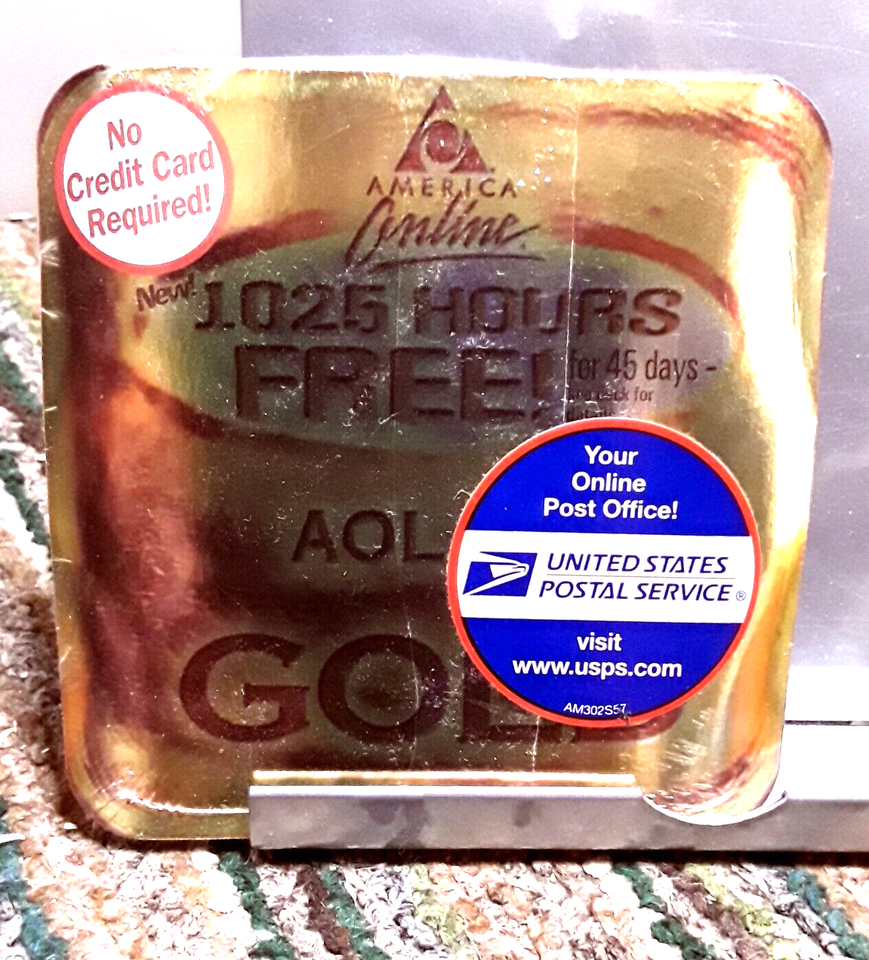 No
Credit Card
Required!
AMERICA
Online
New!
1025 HOURS
FREE! for 45 days -
for
AOL
GOLD
Your
Online
Post Office!
UNITED STATES
POSTAL SERVICE®
visit
www.usps.com
AM302S57